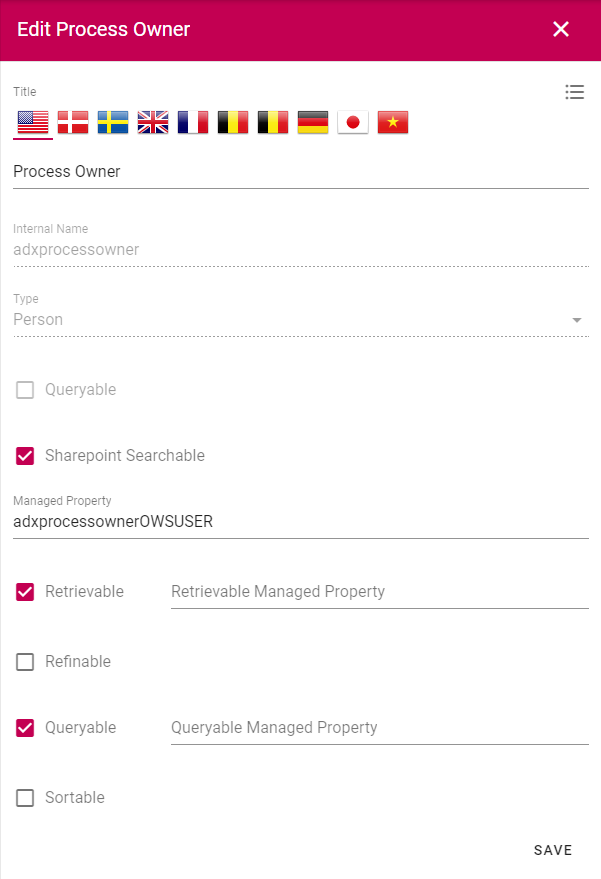 Edit Process Owner
Title
Process Owner
Internal Name
adxprocessowner
Type
Person
Queryable
Sharepoint Searchable
Managed Property
adxprocessownerOWSUSER
Retrievable Retrievable Managed Property
Refinable
Queryable Queryable Managed Property
Sortable
SAVE